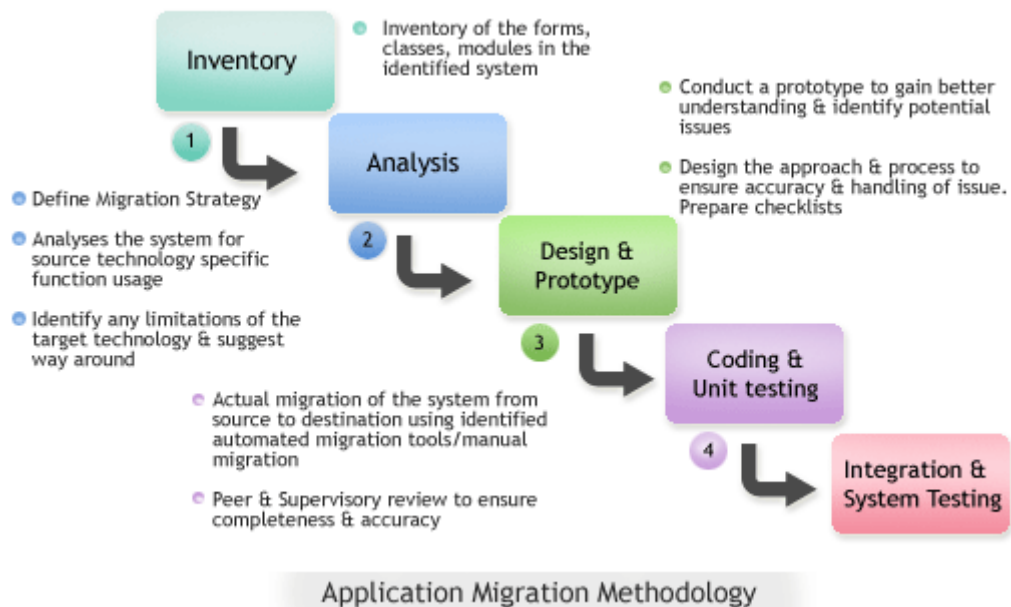 Inventory
Inventory of the forms,
classes, modules in the
identified system
1
Analysis
Conduct a prototype to gain better
understanding & identify potential
issues
Design the approach & process to
ensure accuracy & handling of issue.
Prepare checklists
Define Migration Strategy
Analyses the system for
source technology specific
function usage
Identify any limitations of the
target technology & suggest
way around
2
Design &
Prototype
3
Coding &
Unit testing
Actual migration of the system from
source to destination using identified
automated migration tools/manual
migration
Peer & Supervisory review to ensure
completeness & accuracy
4
Integration &
System Testing
Application Migration Methodology